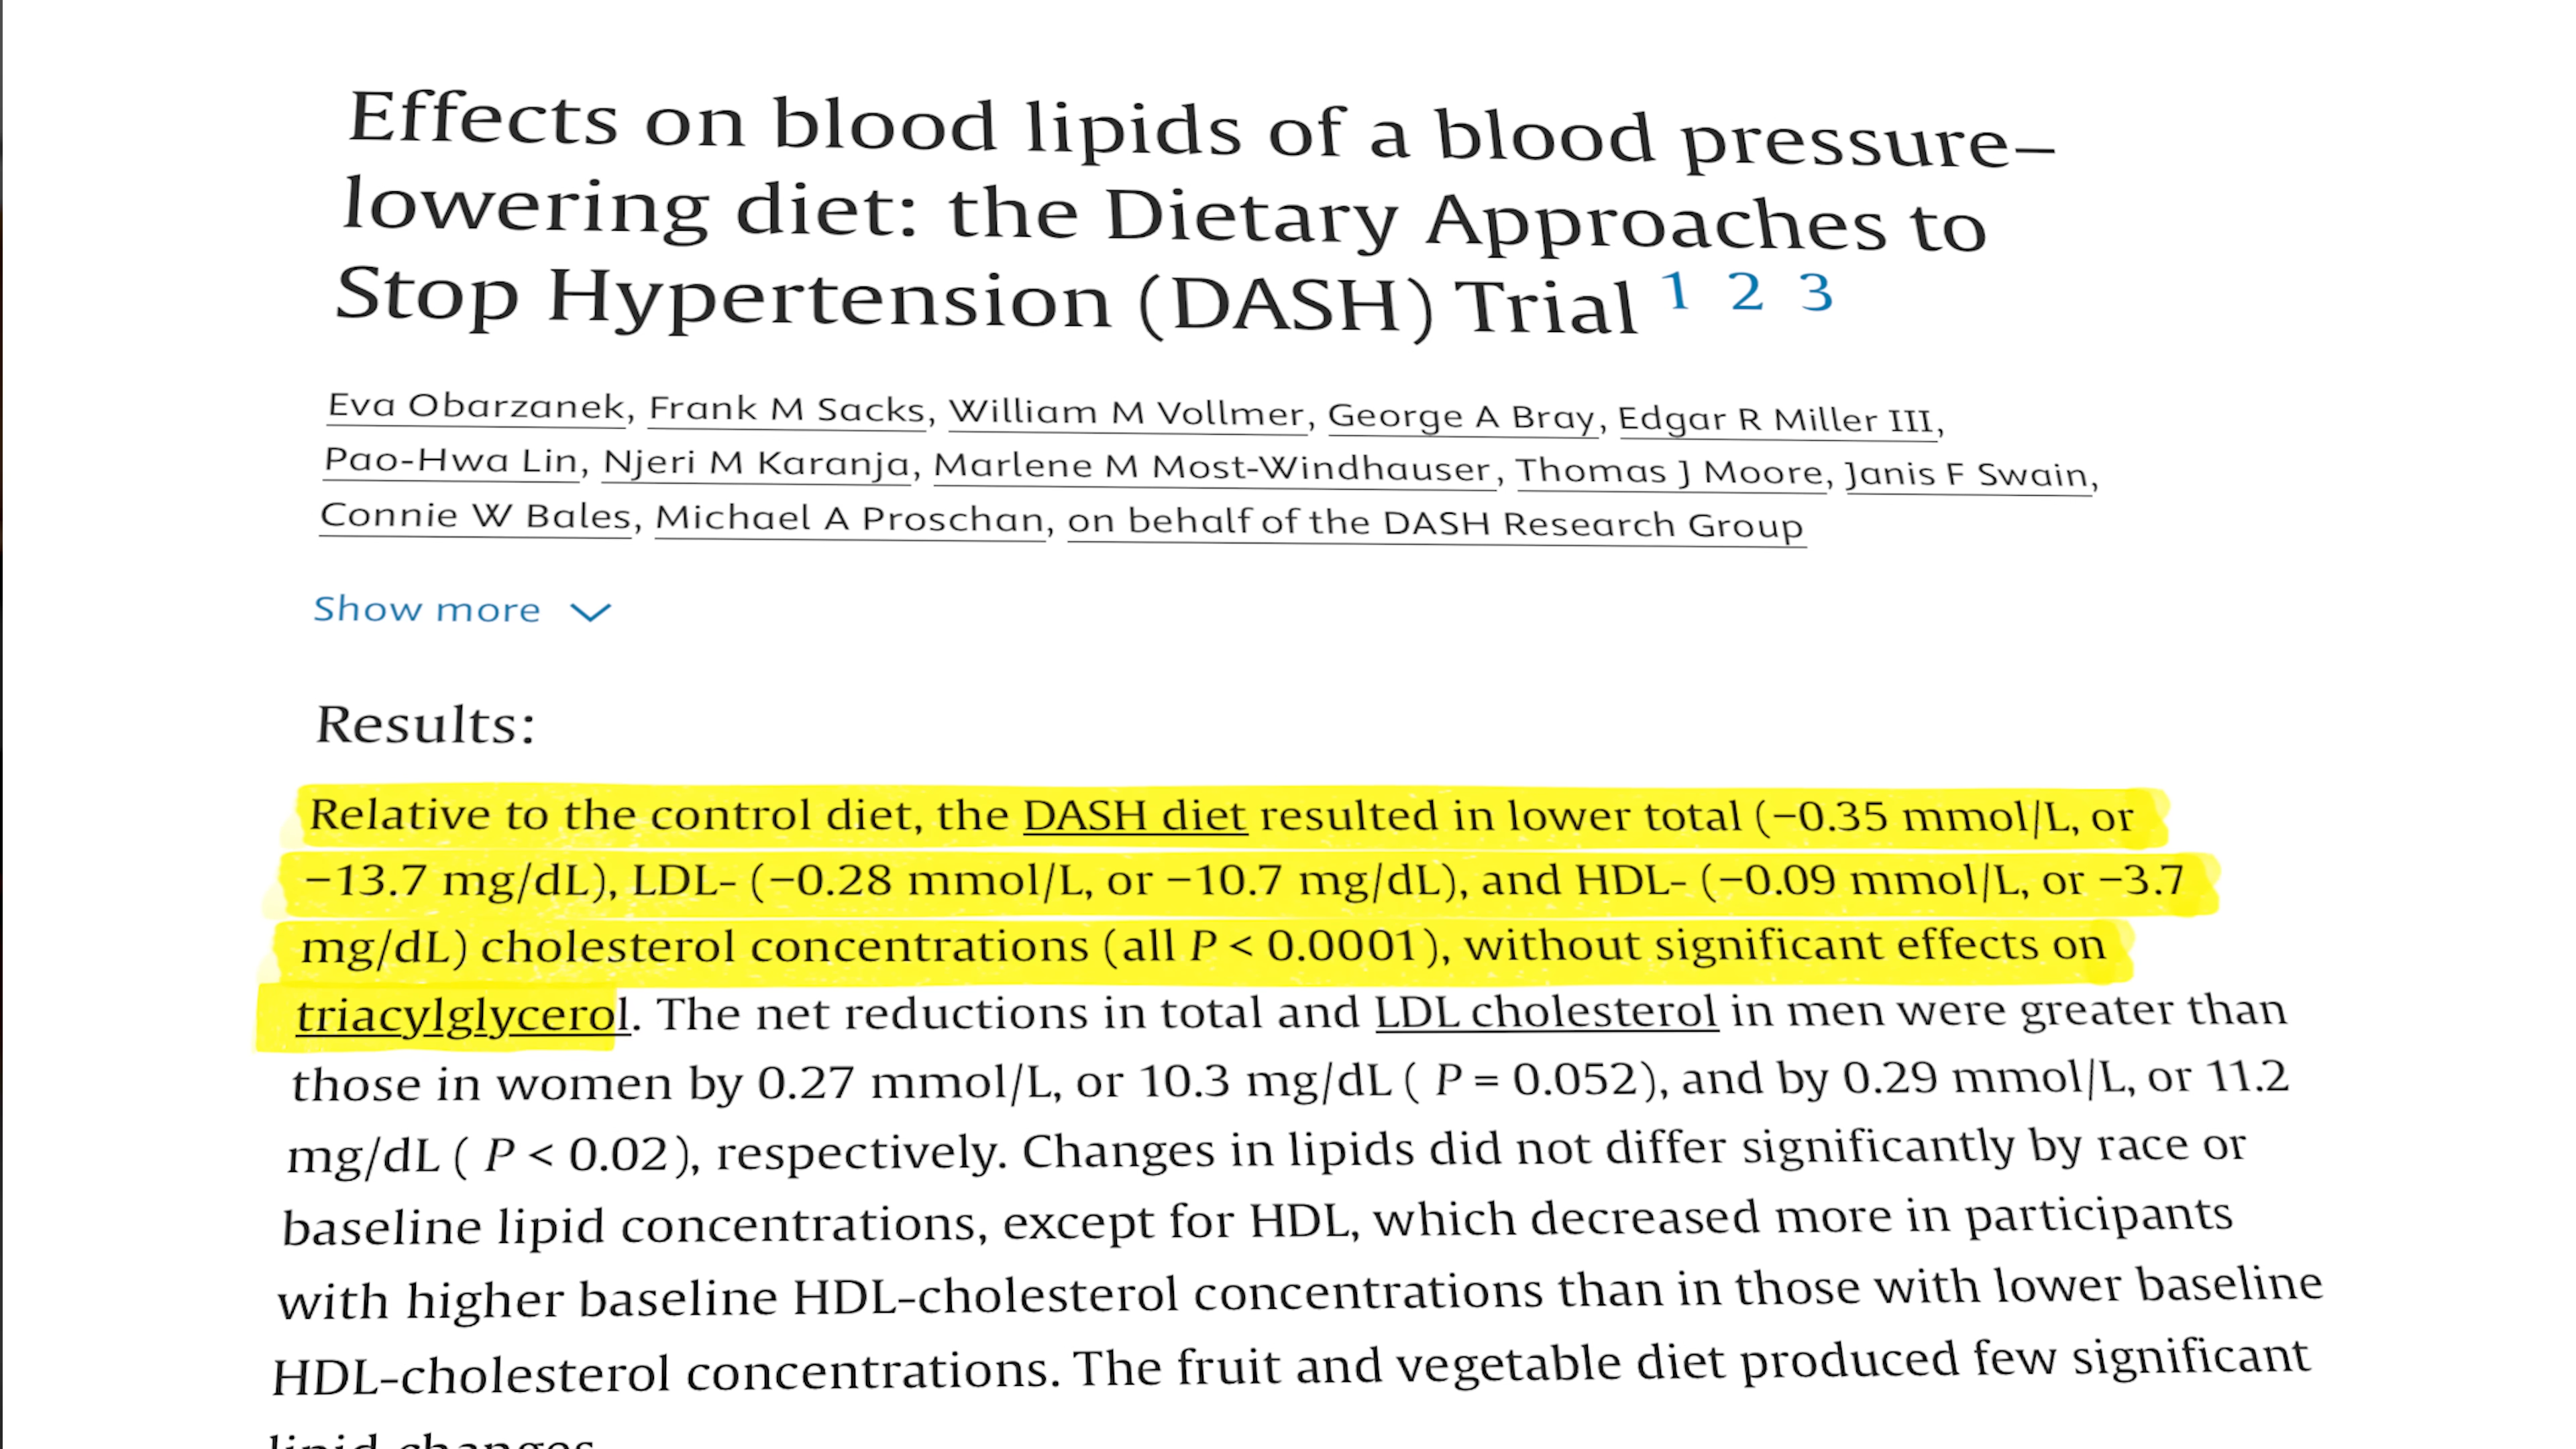 Effects on blood lipids of a blood pressure–
lowering diet: the Dietary Approaches to
Stop Hypertension (DASH) Trial 1 2 3
Eva Obarzanek, Frank M Sacks, William M Vollmer, George A Bray, Edgar R Miller III,
Pao-Hwa Lin, Njeri M Karanja, Marlene M Most-Windhauser, Thomas J Moore, Janis F Swain,
Connie W Bales, Michael A Proschan, on behalf of the DASH Research Group
Show more
Results:
Relative to the control diet, the DASH diet resulted in lower total (−0.35 mmol/L, or
−13.7 mg/dL), LDL- (−0.28 mmol/L, or −10.7 mg/dL), and HDL- (−0.09 mmol/L, or −3.7
mg/dL) cholesterol concentrations (all P < 0.0001), without significant effects on
triacylglycerol. The net reductions in total and LDL cholesterol in men were greater than
those in women by 0.27 mmol/L, or 10.3 mg/dL ( P = 0.052), and by 0.29 mmol/L, or 11.2
mg/dL ( P < 0.02), respectively. Changes in lipids did not differ significantly by race or
baseline lipid concentrations, except for HDL, which decreased more in participants
with higher baseline HDL-cholesterol concentrations than in those with lower baseline
HDL-cholesterol concentrations. The fruit and vegetable diet produced few significant
lipid changes.